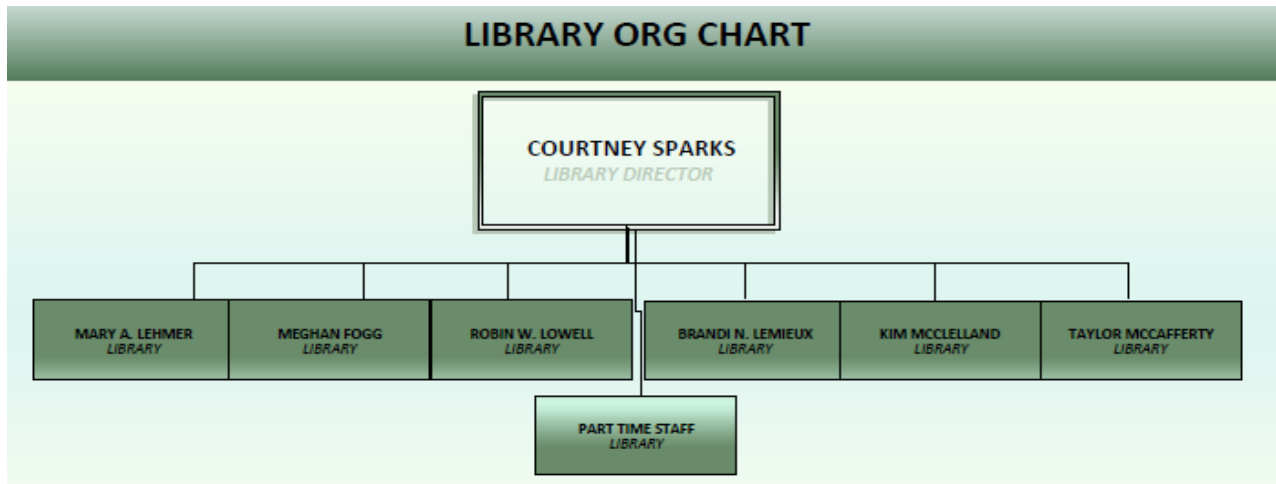 LIBRARY ORG CHART
COURTNEY SPARKS
LIBRARY DIRECTOR
MARY A. LEHMER
LIBRARY
MEGHAN FOGG
LIBRARY
ROBIN W. LOWELL
LIBRARY
BRANDI N. LEMIEUX
LIBRARY
KIM MCCLELLAND
LIBRARY
TAYLOR MCCAFFERTY
LIBRARY
PART TIME STAFF
LIBRARY